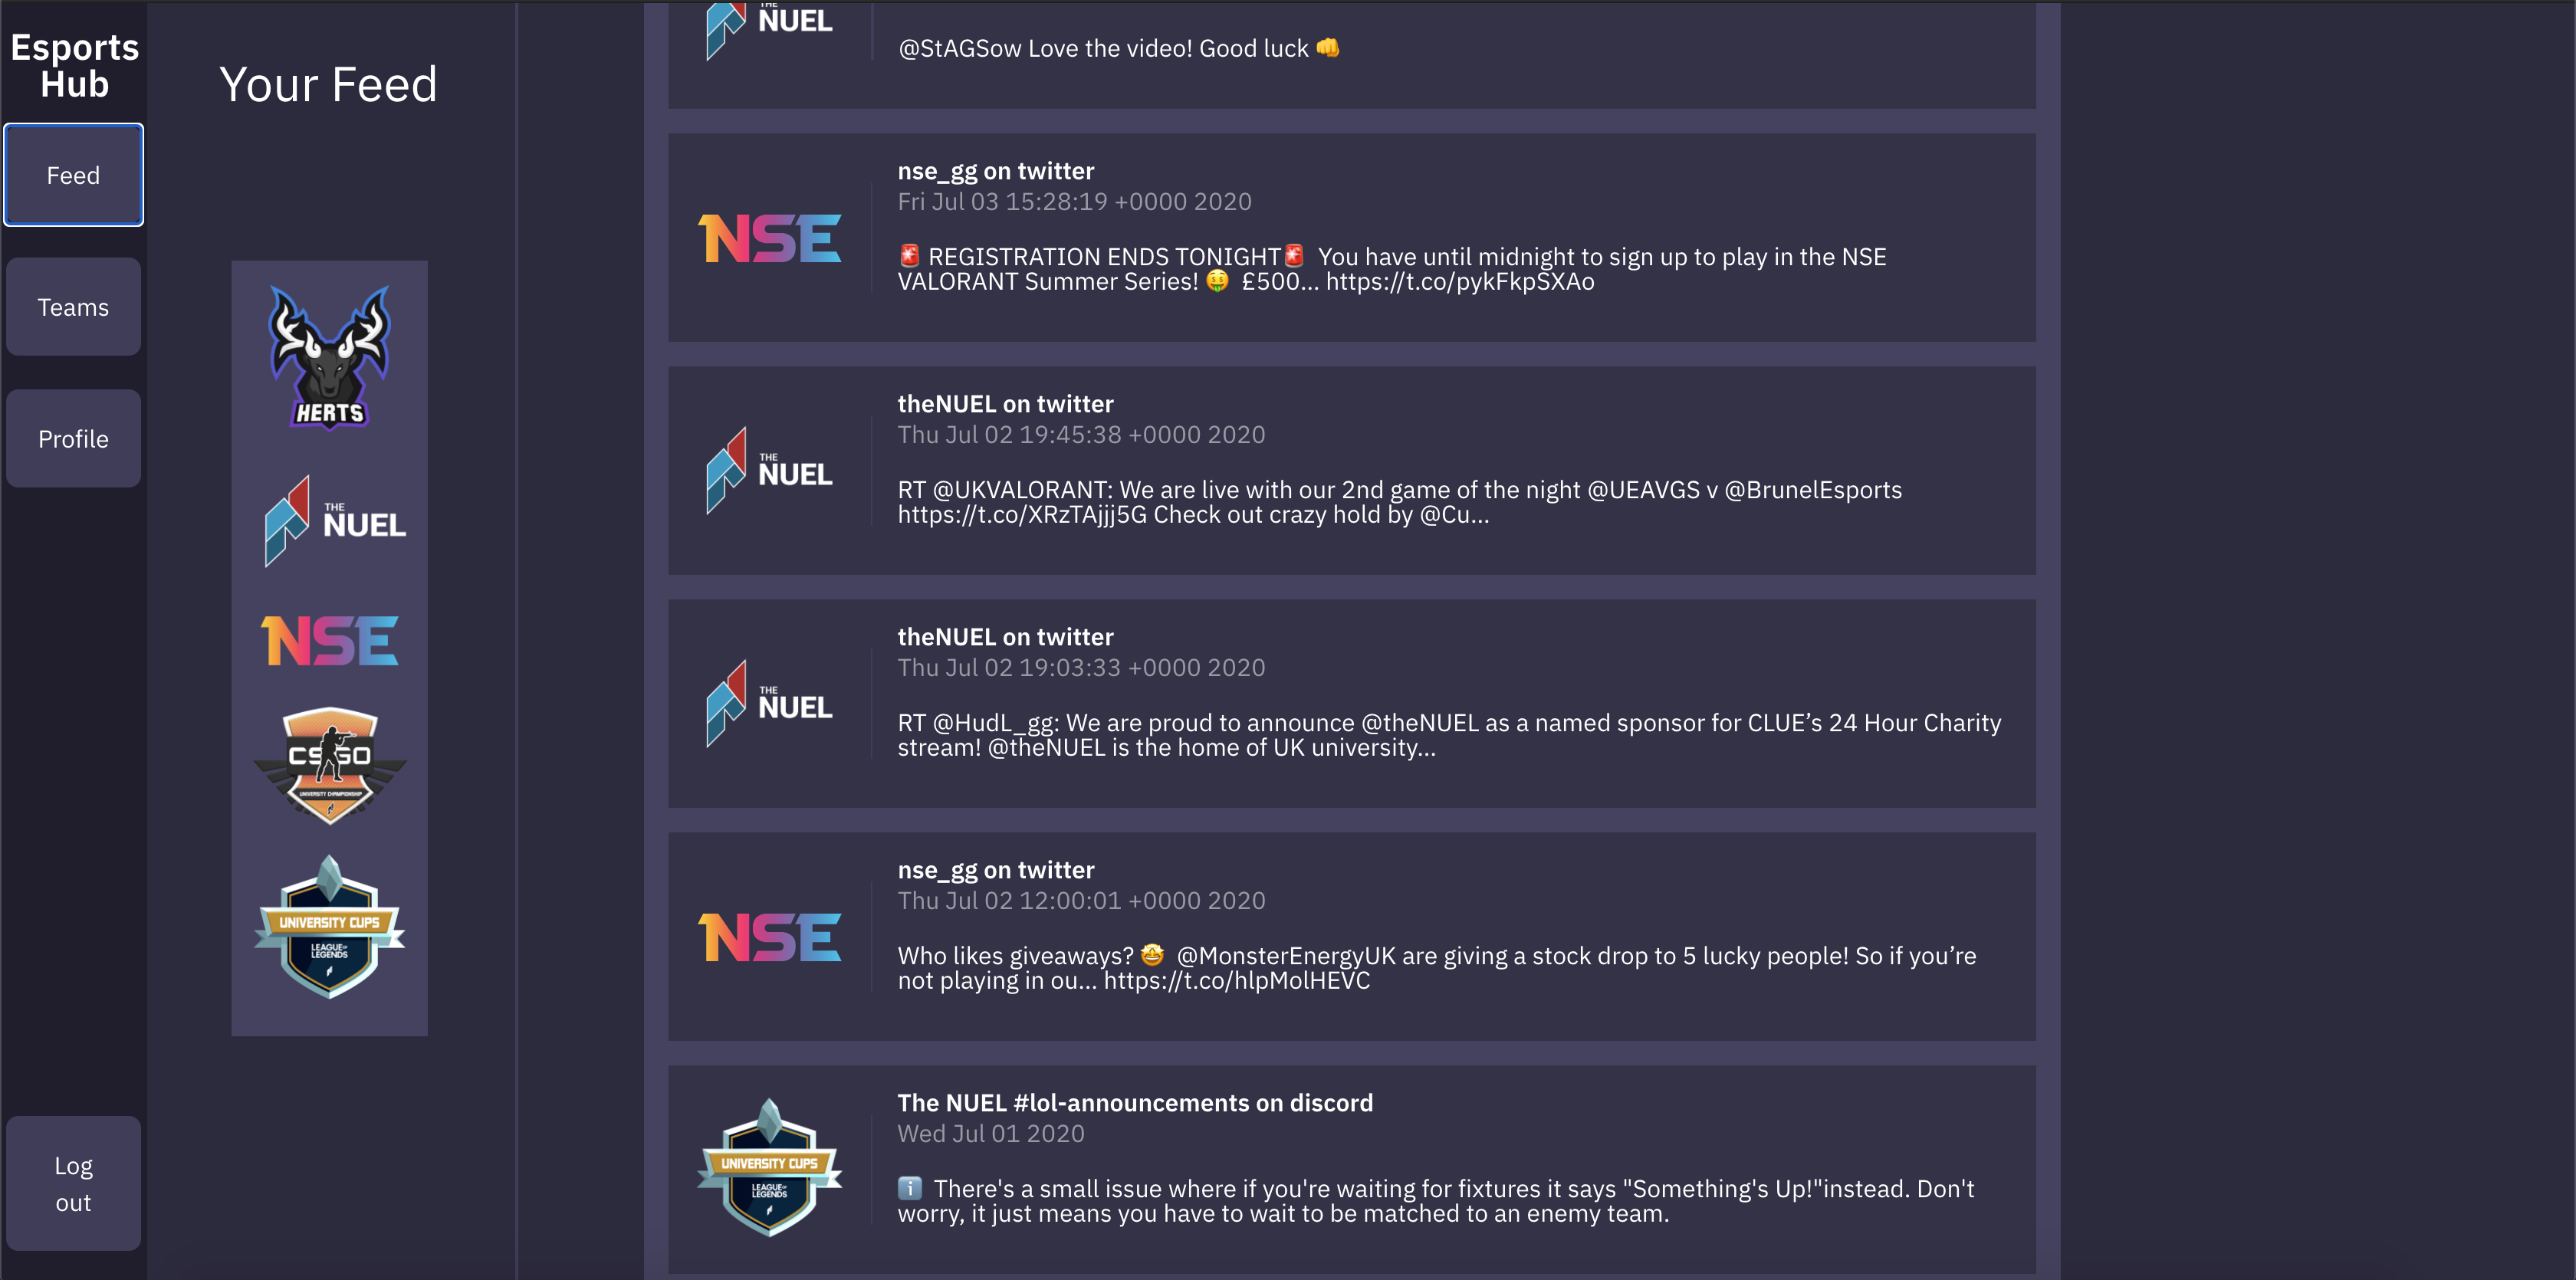 Esports
Hub
Feed
Teams
Profile
Log
out
Your Feed
HERTS
THE
NUEL
NSE
CSGO
UNIVERSITY CHAMPIONSHIP
UNIVERSITY CUPS
LEAGUE OF
LEGENDS
THE
NUEL
@StAGSow Love the video! Good luck 👊
NSE
nse_gg on twitter
Fri Jul 03 15:28:19 +0000 2020
🚨 REGISTRATION ENDS TONIGHT🚨 You have until midnight to sign up to play in the NSE
VALORANT Summer Series! 🤑 £500… https://t.co/pykFkpSXAo
THE
NUEL
theNUEL on twitter
Thu Jul 02 19:45:38 +0000 2020
RT @UKVALORANT: We are live with our 2nd game of the night @UEAVGS v @BrunelEsports
https://t.co/XRzTAjjj5G Check out crazy hold by @Cu…
THE
NUEL
theNUEL on twitter
Thu Jul 02 19:03:33 +0000 2020
RT @HudL_gg: We are proud to announce @theNUEL as a named sponsor for CLUE’s 24 Hour Charity
stream! @theNUEL is the home of UK university…
NSE
nse_gg on twitter
Thu Jul 02 12:00:01 +0000 2020
Who likes giveaways? 🤩 @MonsterEnergyUK are giving a stock drop to 5 lucky people! So if you’re
not playing in ou… https://t.co/hlpMolHEVC
UNIVERSITY CUPS
LEAGUE OF
LEGENDS
The NUEL #lol-announcements on discord
Wed Jul 01 2020
ℹ️ There's a small issue where if you're waiting for fixtures it says "Something's Up!"instead. Don't
worry, it just means you have to wait to be matched to an enemy team.